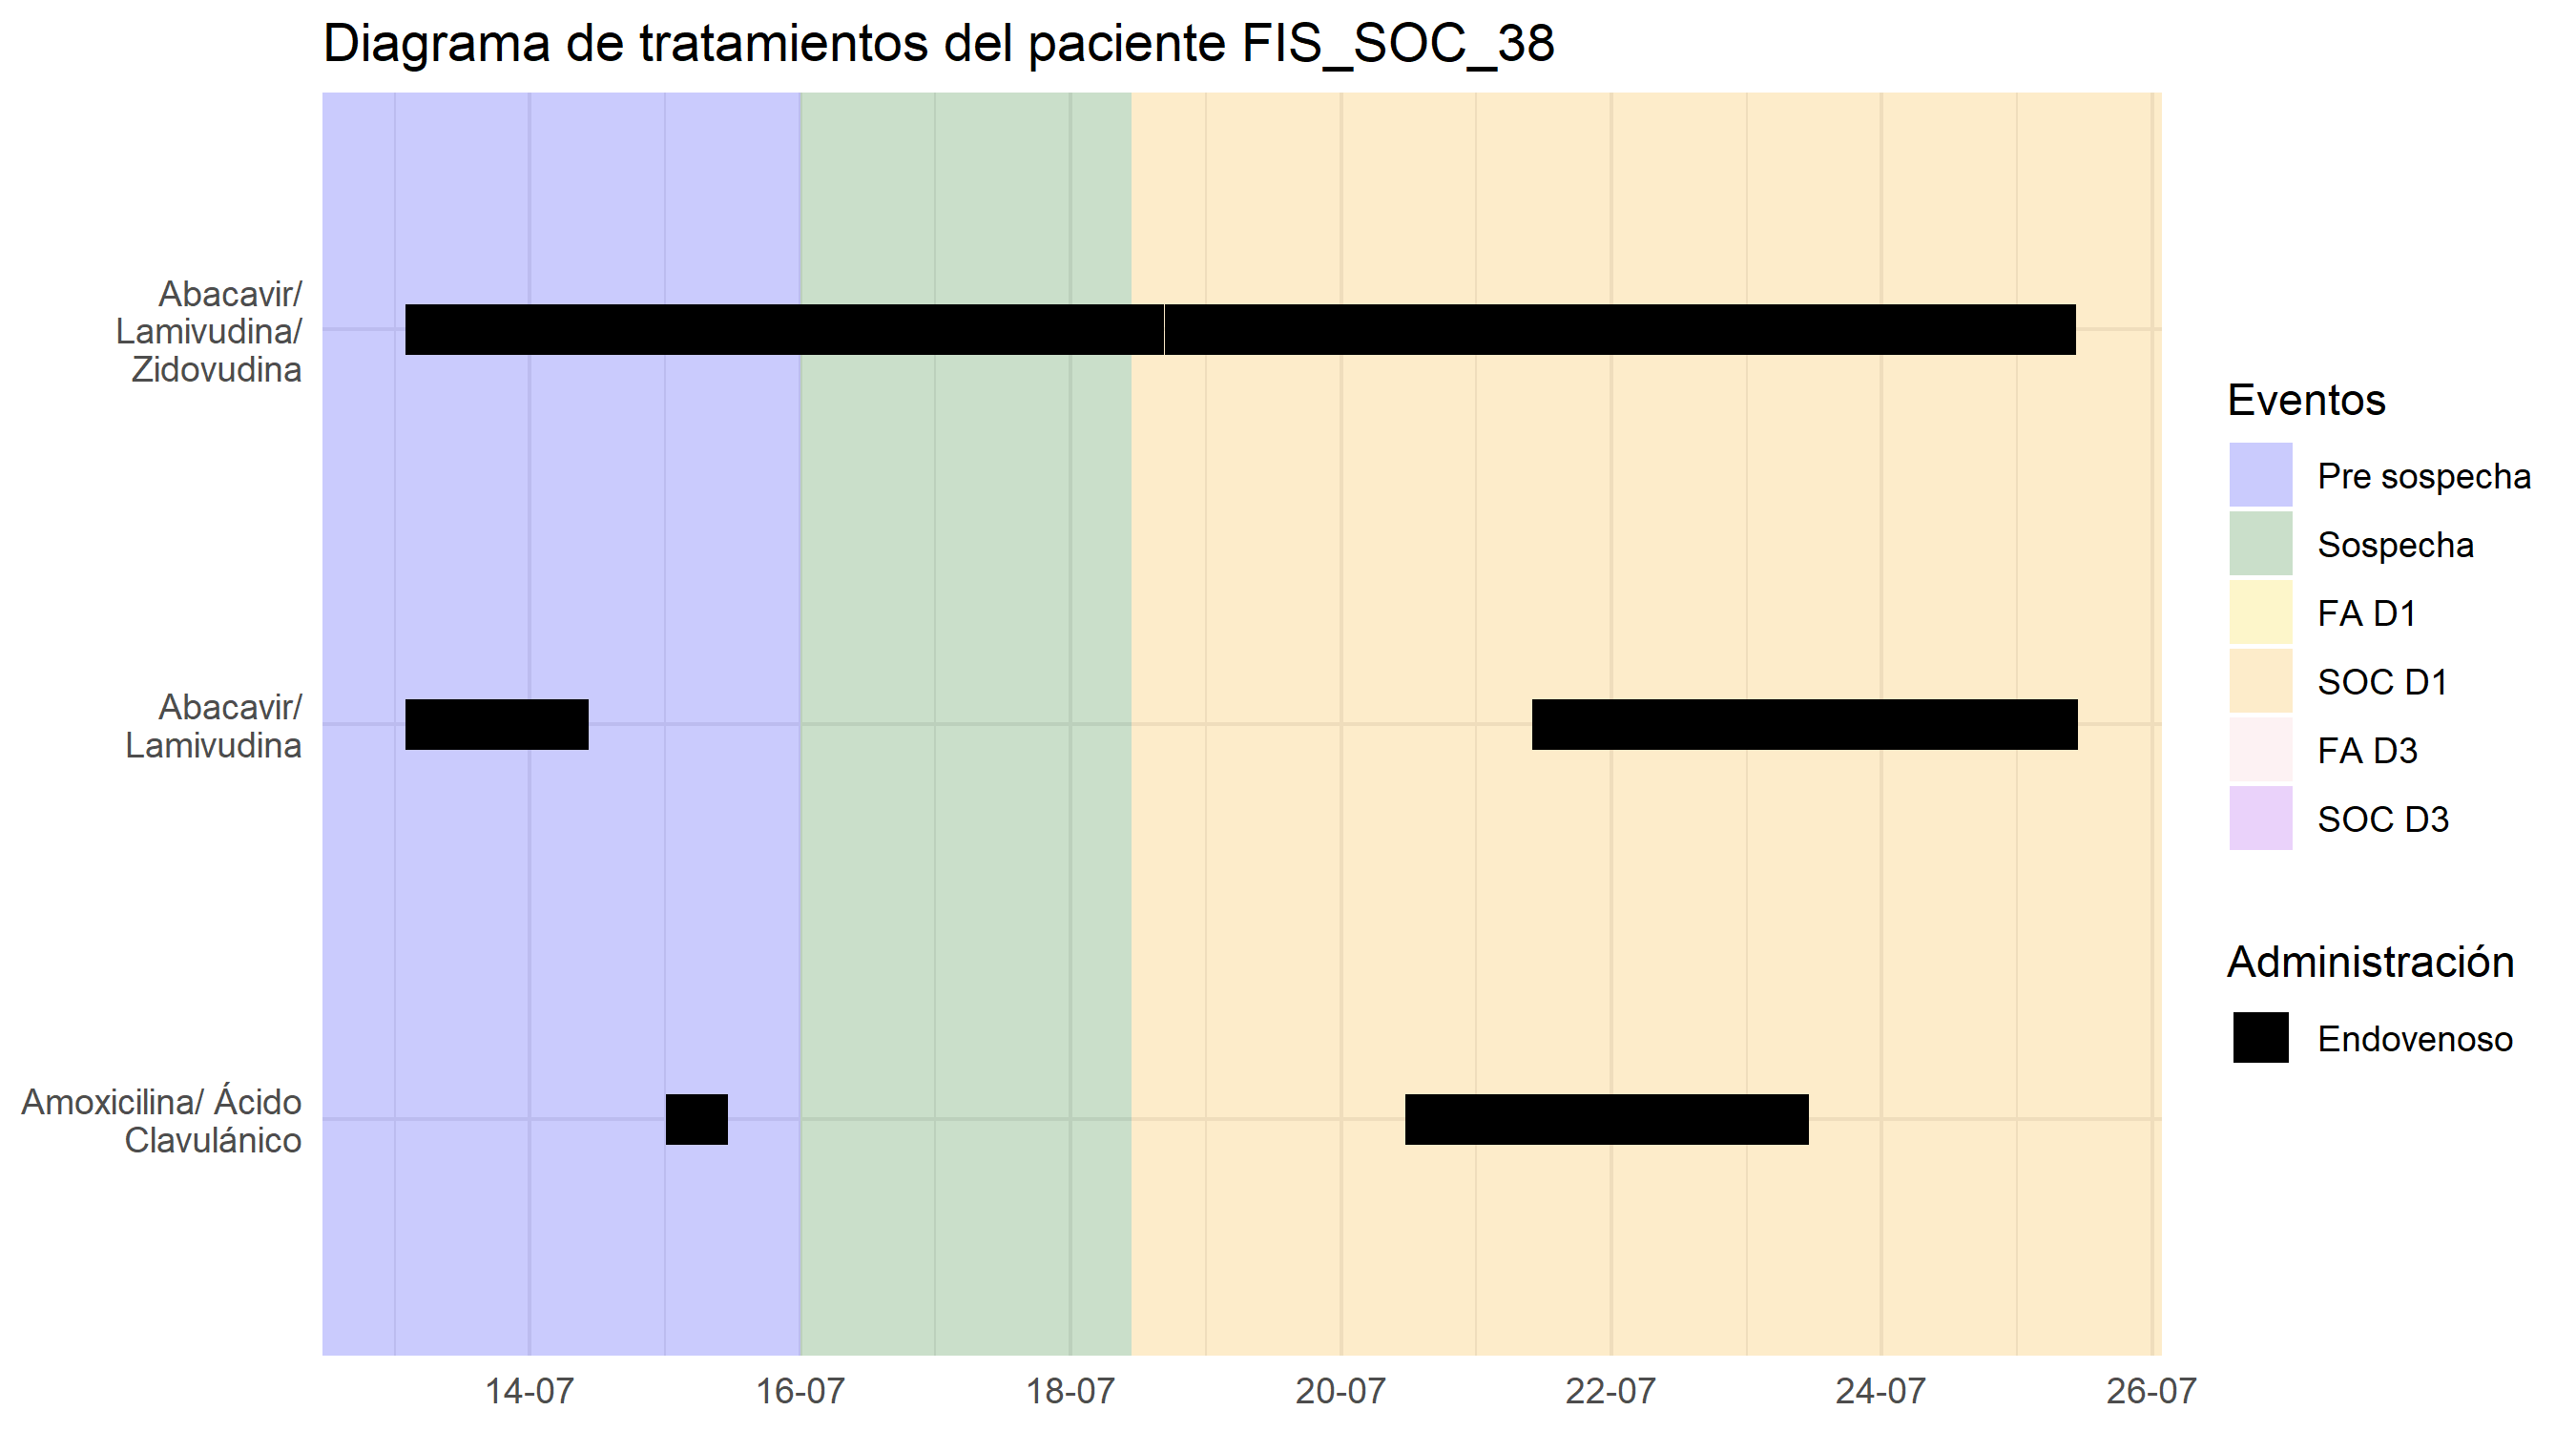 Diagrama de tratamientos del paciente FIS_SOC_38
Abacavir/
Lamivudina/
Zidovudina
Abacavir/
Lamivudina
Amoxicilina/ Ácido
Clavulánico
14-07
16-07
18-07
20-07
22-07
24-07
26-07
Eventos
Pre sospecha
Sospecha
FA D1
SOC D1
FA D3
SOC D3
Administración
Endovenoso